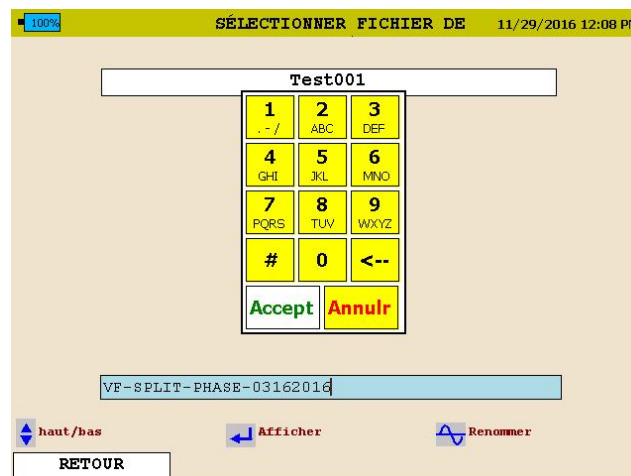 100%
SÉLECTIONNER FICHIER DE
11/29/2016 12:08 P
Test001
1 2 3
.-/ ABC DEF
4 5 6
GHI JKL MNO
7 8 9
PQRS TUV WXYZ
# 0 <--
Accept Annulr
VF-SPLIT-PHASE-03162016
haut/bas Afficher Renommer
RETOUR